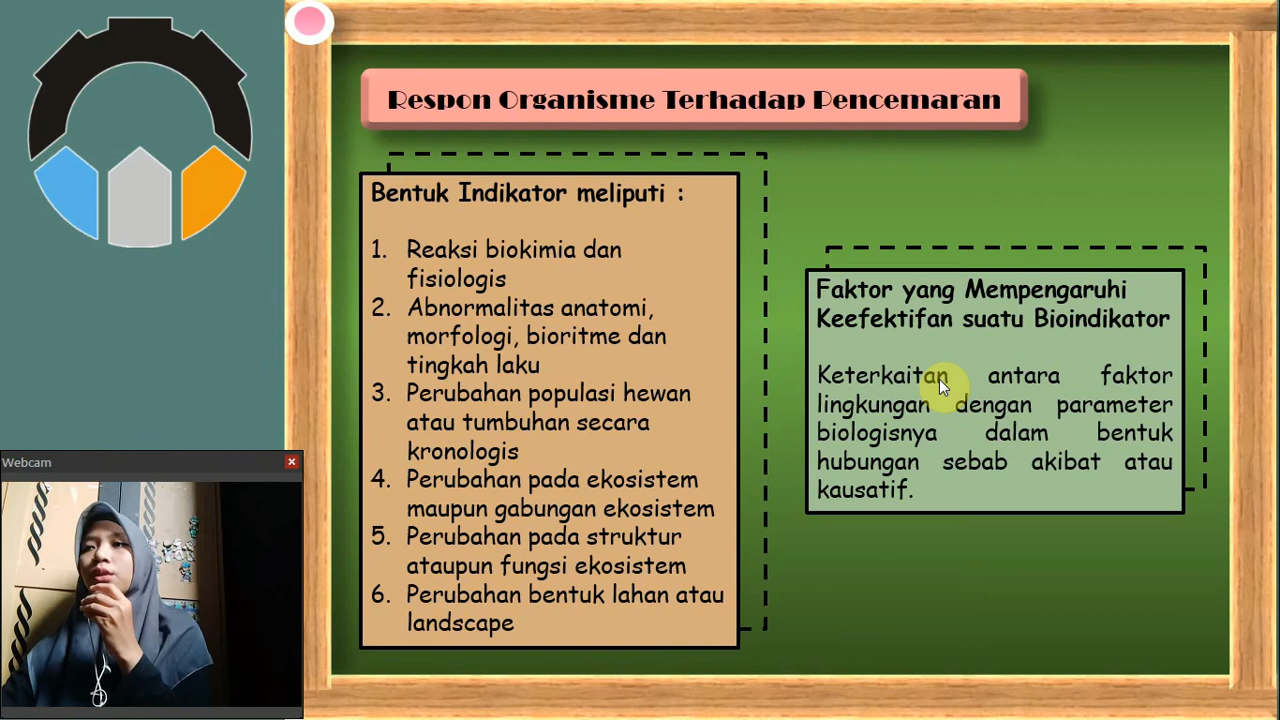 Respon Organisme Terhadap Pencemaran
Bentuk Indikator meliputi :
1. Reaksi biokimia dan
fisiologis
2. Abnormalitas anatomi,
morfologi, bioritme dan
tingkah laku
3. Perubahan populasi hewan
atau tumbuhan secara
kronologis
4. Perubahan pada ekosistem
maupun gabungan ekosistem
5. Perubahan pada struktur
ataupun fungsi ekosistem
6. Perubahan bentuk lahan atau
landscape
Faktor yang Mempengaruhi
Keefektifan suatu Bioindikator
Keterkaitan antara faktor
lingkungan dengan parameter
biologisnya dalam bentuk
hubungan sebab akibat atau
kausatif.
Webcam